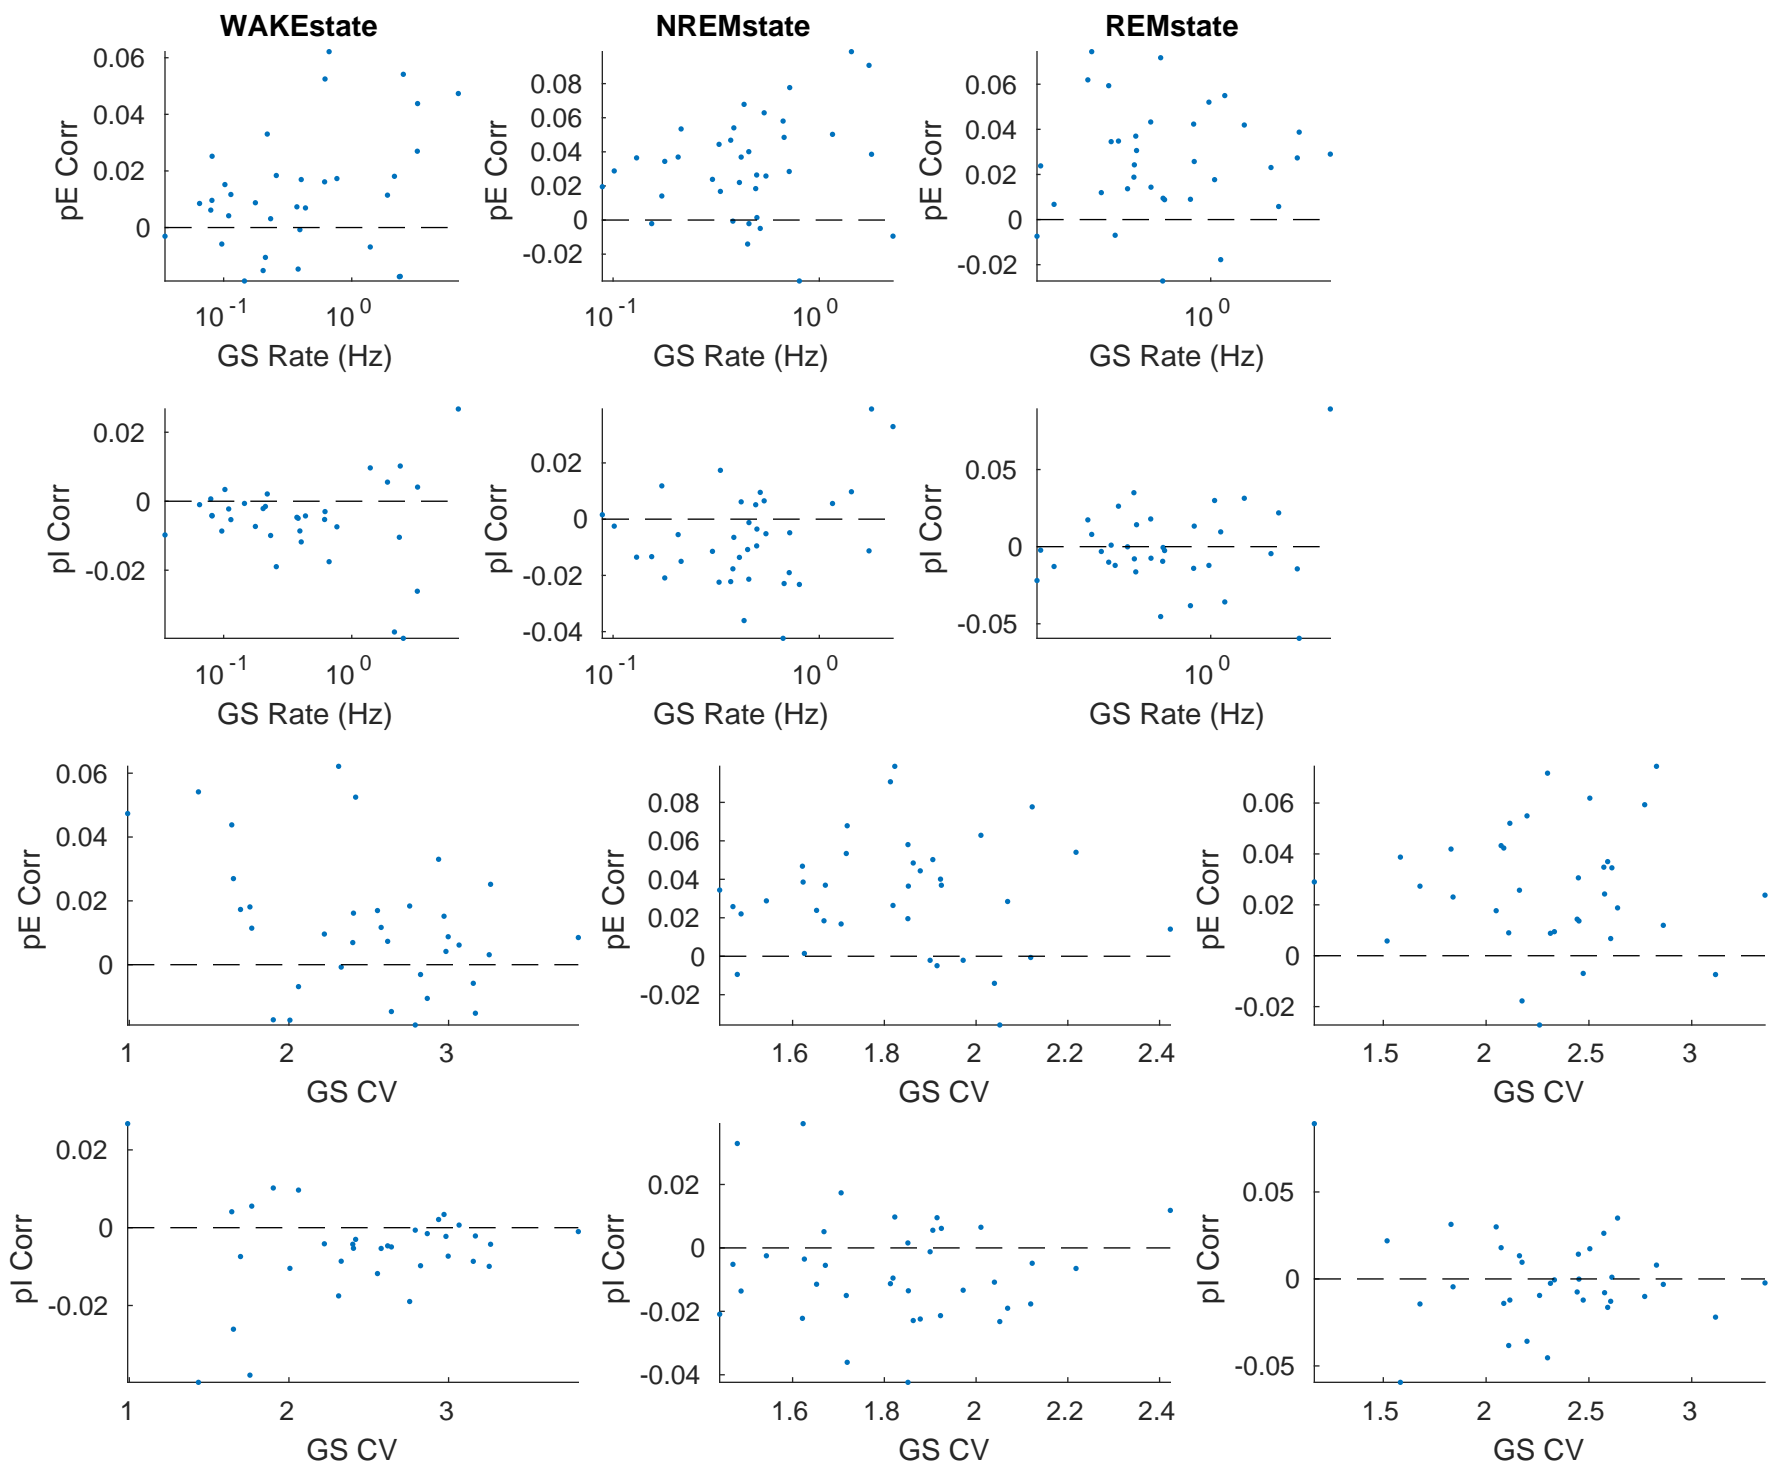 WAKEstate NREMstate REMstate
0.06
0.04
0.02
0
pE Corr
10^-1 10^0
GS Rate (Hz)
0.08
0.06
0.04
0.02
0
-0.02
pE Corr
10^-1 10^0
GS Rate (Hz)
0.06
0.04
0.02
0
-0.02
pE Corr
10^0
GS Rate (Hz)
0.02
0
-0.02
pI Corr
10^-1 10^0
GS Rate (Hz)
0.02
0
-0.02
-0.04
pI Corr
10^-1 10^0
GS Rate (Hz)
0.05
0
-0.05
pI Corr
10^0
GS Rate (Hz)
0.06
0.04
0.02
0
pE Corr
1 2 3
GS CV
0.08
0.06
0.04
0.02
0
-0.02
pE Corr
1.6 1.8 2 2.2 2.4
GS CV
0.06
0.04
0.02
0
-0.02
pE Corr
1.5 2 2.5 3
GS CV
0.02
0
-0.02
pI Corr
1 2 3
GS CV
0.02
0
-0.02
-0.04
pI Corr
1.6 1.8 2 2.2 2.4
GS CV
0.05
0
-0.05
pI Corr
1.5 2 2.5 3
GS CV